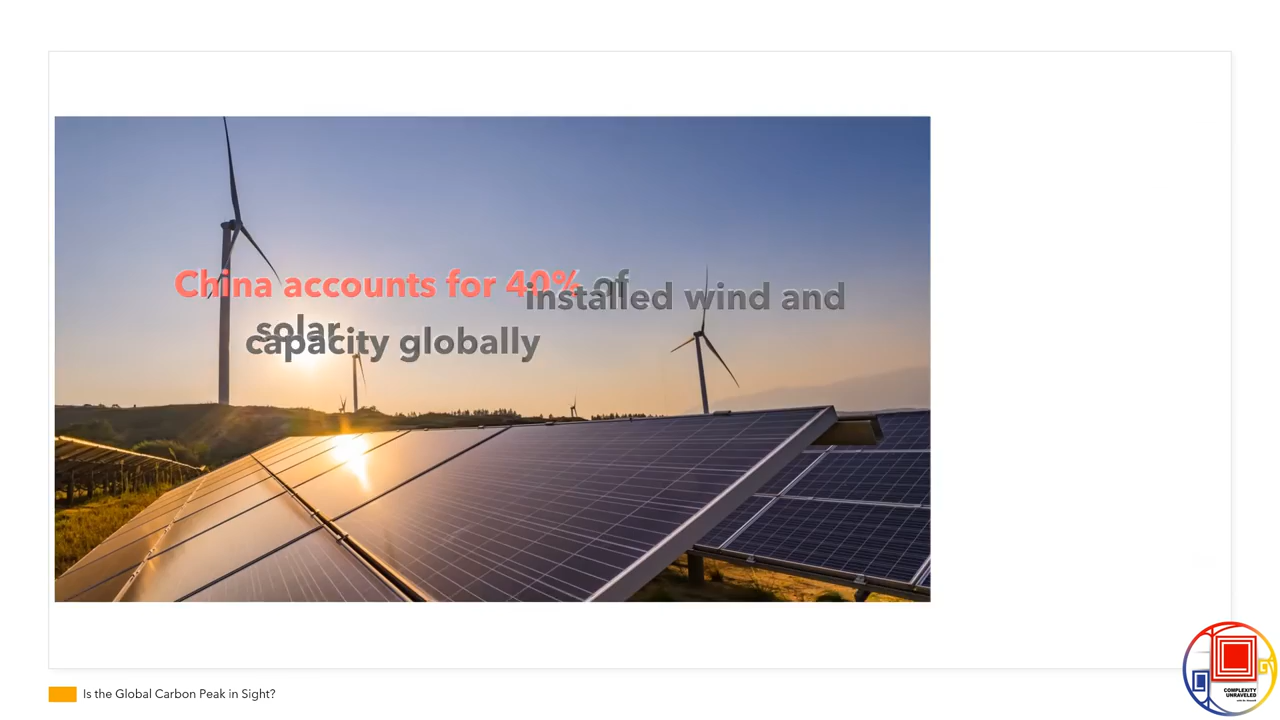 China accounts for 40% of
installed wind and
solar
capacity globally
Is the Global Carbon Peak in Sight?
COMPLEXITY
UNRAVELED